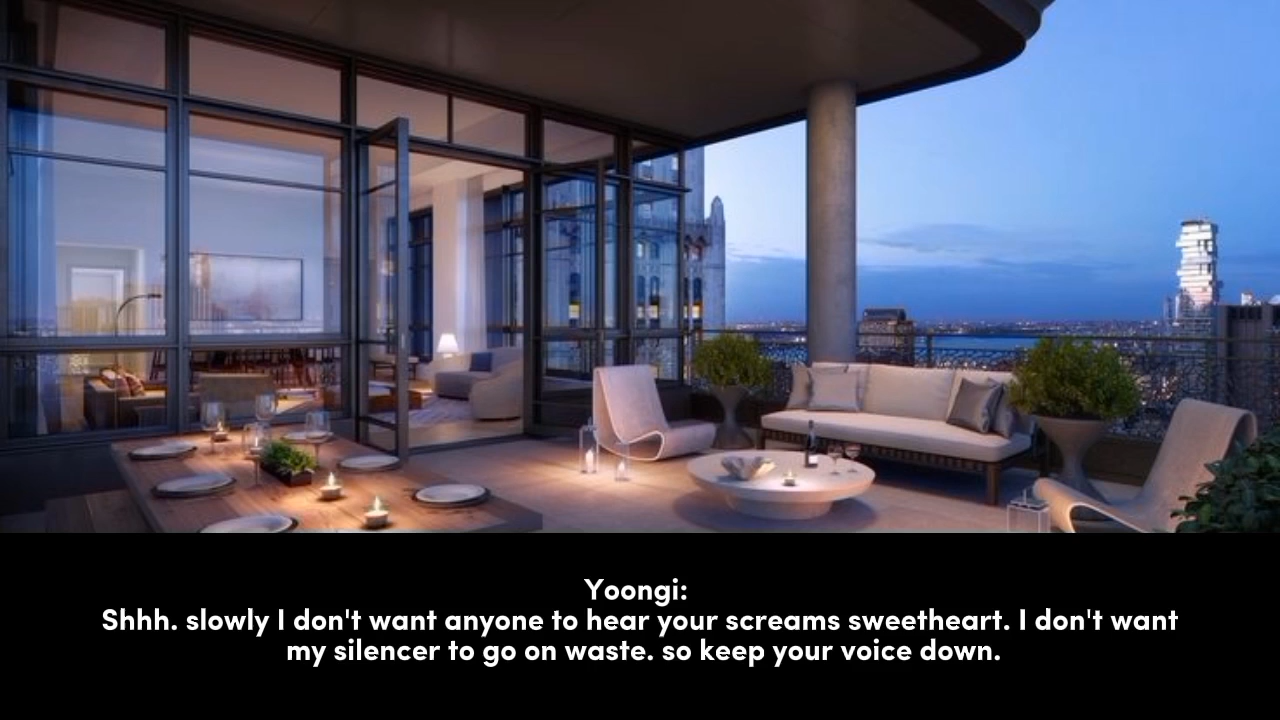 Yoongi:
Shhh. slowly I don't want anyone to hear your screams sweetheart. I don't want
my silencer to go on waste. so keep your voice down.